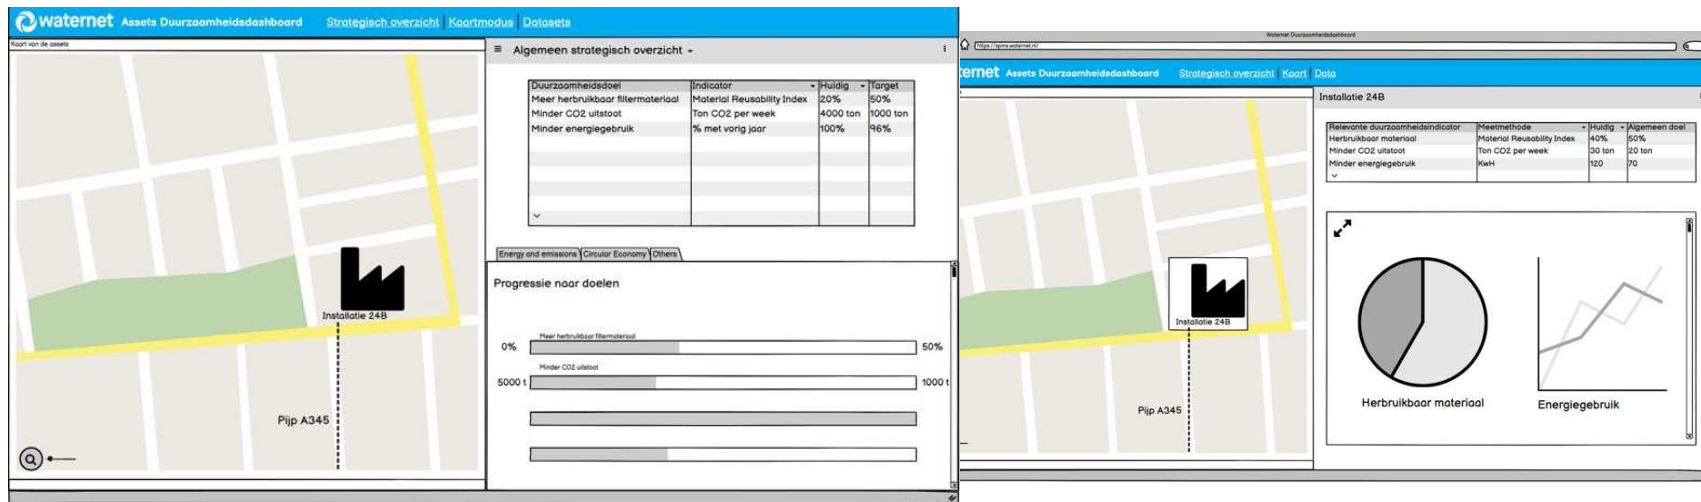 waternet Assets Duurzaamheidsdashboard Strategisch overzicht Kaartmodus Datasets
Kaart van de assets
Algemeen strategisch overzicht
Duurzaamheidsdoel Indicator Huidig Target
Meer herbruikbaar filtermateriaal Material Reusability Index 20% 50%
Minder CO2 uitstoot Ton CO2 per week 4000 ton 1000 ton
Minder energiegebruik % met vorig jaar 100% 96%
Energy and emissions Circular Economy Others
Progressie naar doelen
Meer herbruikbaar filtermateriaal
0% 50%
Minder CO2 uitstoot
5000 t 1000 t
Installatie 24B
Pijp A345
Waternet Duurzaamheidsdashboard
ternet Assets Duurzaamheidsdashboard Strategisch overzicht Kaart Data
Installatie 24B
Relevante duurzaamheidsindicator Meetmethode Huidig Algemeen doel
Herbruikbaar materiaal Material Reusability Index 40% 50%
Minder CO2 uitstoot Ton CO2 per week 30 ton 20 ton
Minder energiegebruik KwH 120 70
Installatie 24B
Pijp A345
Herbruikbaar materiaal
Energiegebruik